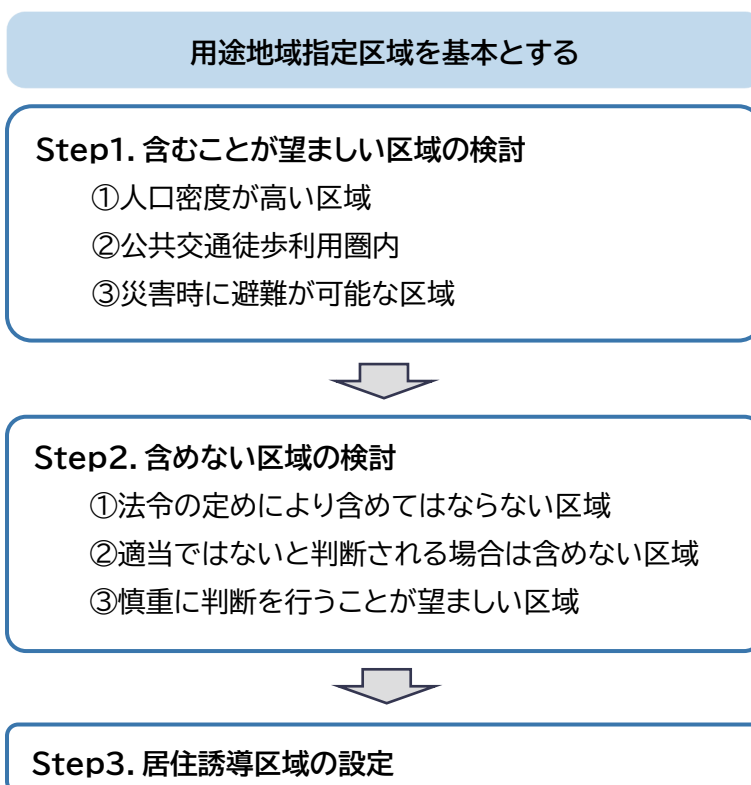 用途地域指定区域を基本とする
Step1. 含むことが望ましい区域の検討
①人口密度が高い区域
②公共交通徒歩利用圏内
③災害時に避難が可能な区域
Step2. 含めない区域の検討
①法令の定めにより含めてはならない区域
②適当ではないと判断される場合は含めない区域
③慎重に判断を行うことが望ましい区域
Step3. 居住誘導区域の設定